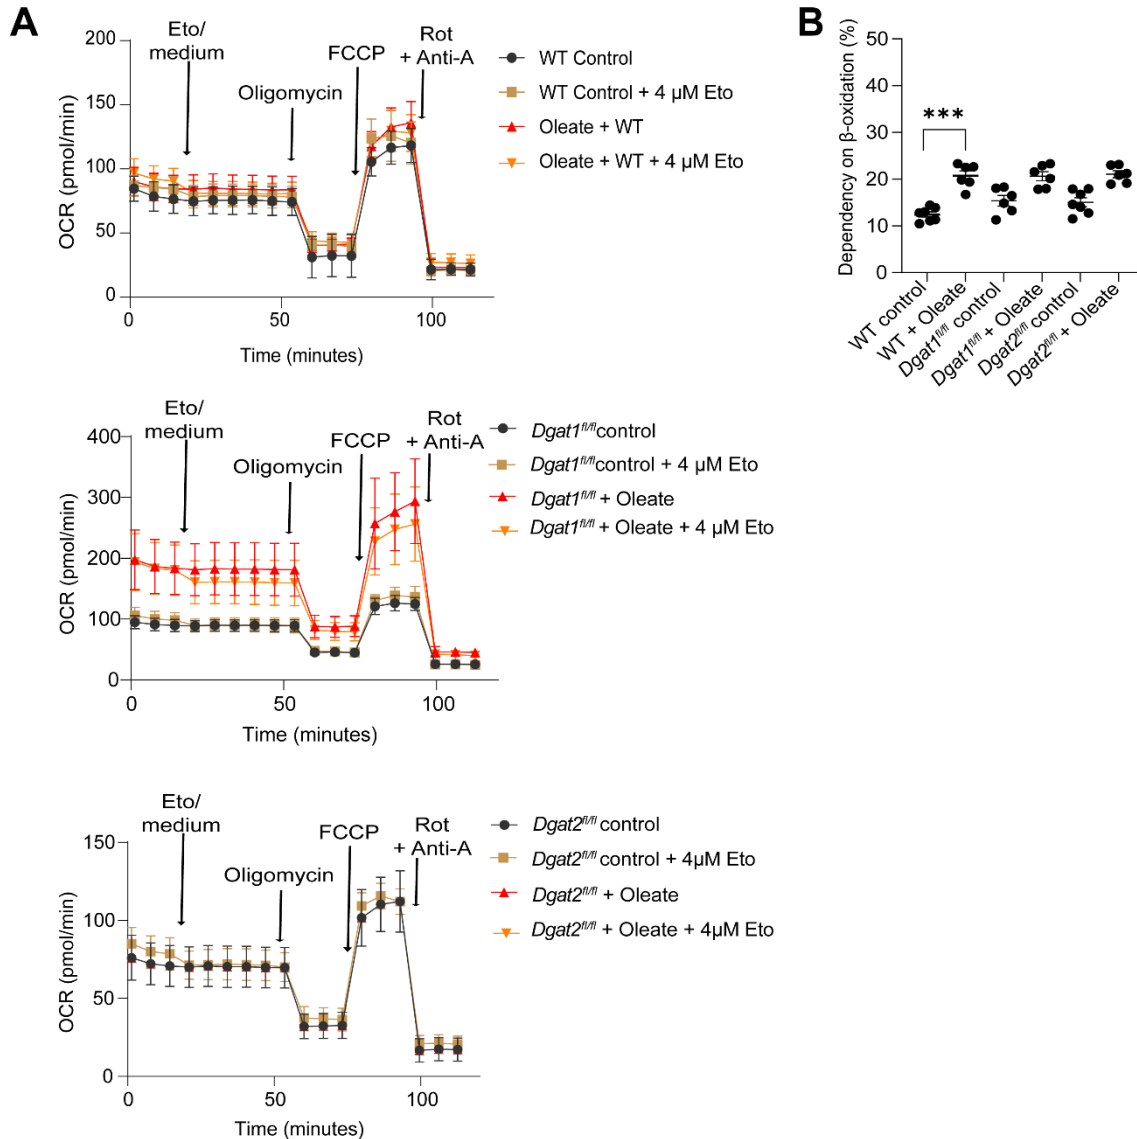 A
Eto/
medium
Oligomycin
FCCP
Rot
+ Anti-A
200
150
100
50
0
OCR (pmol/min)
0
50
100
Time (minutes)
WT Control
WT Control + 4 µM Eto
Oleate + WT
Oleate + WT + 4 µM Eto
B
50
40
30
20
10
0
Dependency on β-oxidation (%)
***
WT control
WT + Oleate
Dgat1fl/fl control
Dgat1fl/fl + Oleate
Dgat2fl/fl control
Dgat2fl/fl + Oleate
Eto/
medium
Oligomycin
FCCP
Rot
+ Anti-A
400
300
200
100
0
OCR (pmol/min)
0
50
100
Time (minutes)
Dgat1fl/fl control
Dgat1fl/fl control + 4 µM Eto
Dgat1fl/fl + Oleate
Dgat1fl/fl + Oleate + 4 µM Eto
Eto/
medium
Oligomycin
FCCP
Rot
+ Anti-A
150
100
50
0
OCR (pmol/min)
0
50
100
Time (minutes)
Dgat2fl/fl control
Dgat2fl/fl control + 4µM Eto
Dgat2fl/fl + Oleate
Dgat2fl/fl + Oleate + 4µM Eto